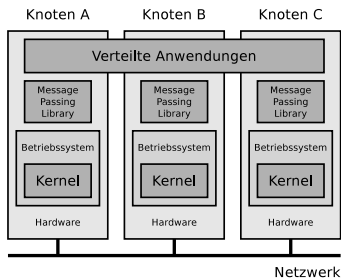 Knoten A Knoten B Knoten C
Verteilte Anwendungen
Message Message Message
Passing Passing Passing
Library Library Library
Betriebssystem Betriebssystem Betriebssystem
Kernel Kernel Kernel
Hardware Hardware Hardware
Netzwerk